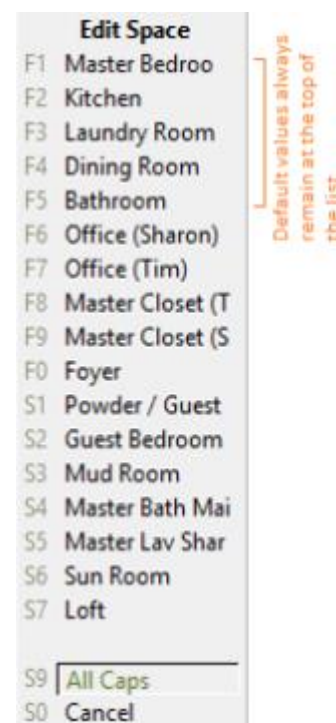 Edit Space
F1 Master Bedroo
F2 Kitchen
F3 Laundry Room
F4 Dining Room
F5 Bathroom
F6 Office (Sharon)
F7 Office (Tim)
F8 Master Closet (T
F9 Master Closet (S
F0 Foyer
S1 Powder / Guest
S2 Guest Bedroom
S3 Mud Room
S4 Master Bath Mai
S5 Master Lav Shar
S6 Sun Room
S7 Loft
S9 All Caps
S0 Cancel
Default values always
remain at the top of
the list